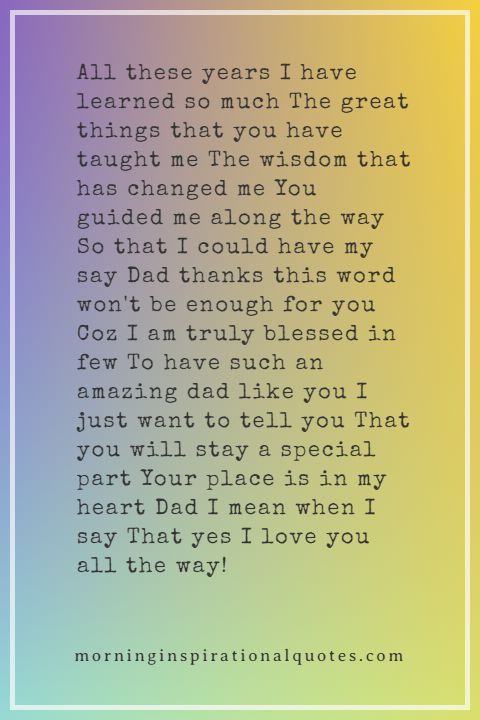 All these years I have
learned so much The great
things that you have
taught me The wisdom that
has changed me You
guided me along the way
So that I could have my
say Dad thanks this word
won't be enough for you
Coz I am truly blessed in
few To have such an
amazing dad like you I
just want to tell you That
you will stay a special
part Your place is in my
heart Dad I mean when I
say That yes I love you
all the way!
morninginspirationalquotes.com